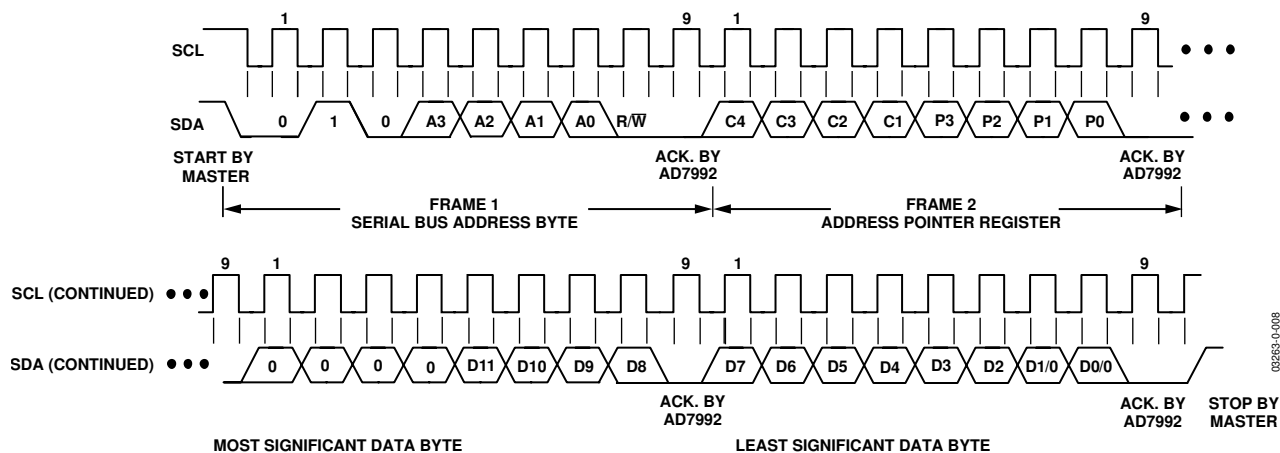 1 9 1 9
SCL
SDA 0 1 0 A3 A2 A1 A0 R/W̅ C4 C3 C2 C1 P3 P2 P1 P0
START BY MASTER
ACK. BY AD7992
ACK. BY AD7992
FRAME 1
SERIAL BUS ADDRESS BYTE
FRAME 2
ADDRESS POINTER REGISTER
9 1 9 1 9
SCL (CONTINUED)
SDA (CONTINUED) 0 0 0 0 D11 D10 D9 D8 D7 D6 D5 D4 D3 D2 D1/0 D0/0
ACK. BY AD7992
ACK. BY AD7992
STOP BY MASTER
MOST SIGNIFICANT DATA BYTE
LEAST SIGNIFICANT DATA BYTE
03263-0-008